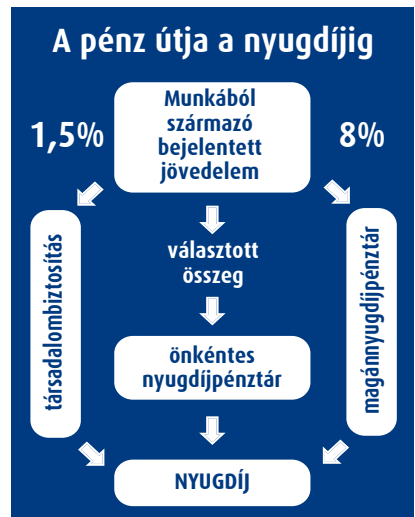 A pénz útja a nyugdíjig
1,5%
Munkából
származó
bejelentett
jövedelem
8%
társadalombiztosítás
választott
összeg
önkéntes
nyugdíjpénztár
magánnyugdíjpénztár
NYUGDÍJ